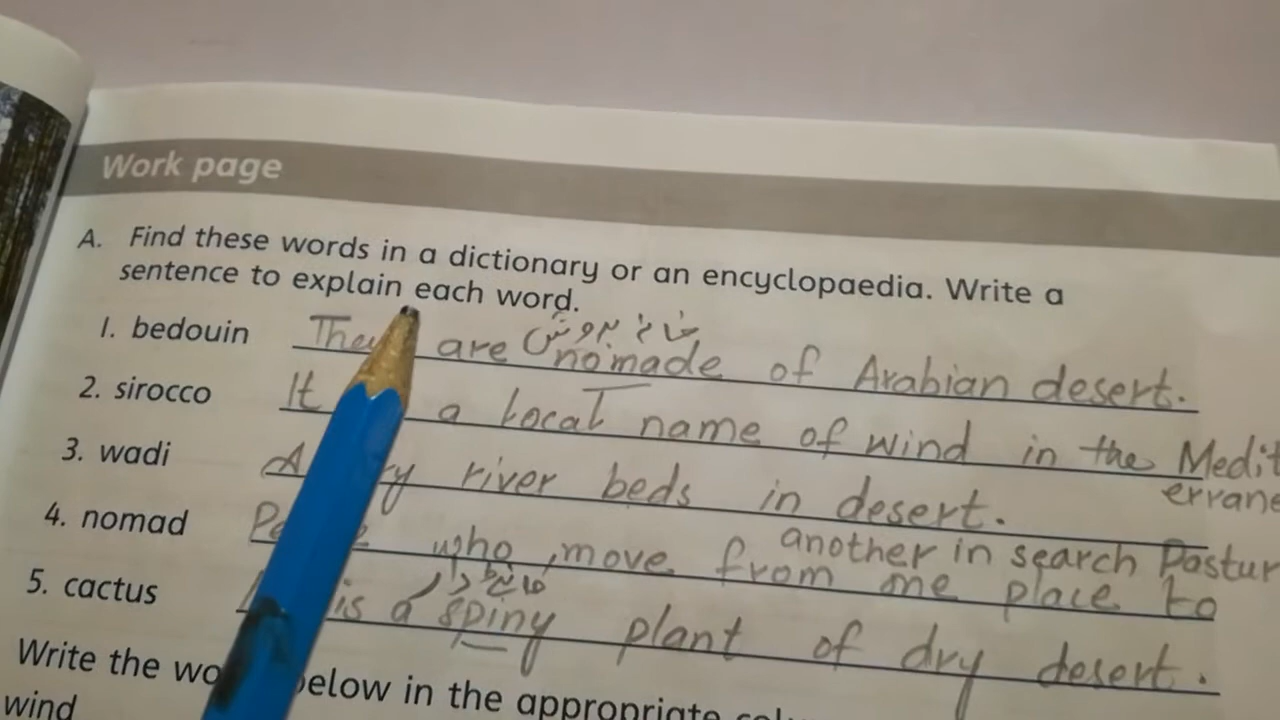 Work page
A. Find these words in a dictionary or an encyclopaedia. Write a
sentence to explain each word.
خانہ بدوش
1. bedouin They are nomade of Arabian desert.
2. sirocco It a local name of wind in the Medit
errane
3. wadi river beds in desert.
another in search Pastur
4. nomad who move from one place to
5. cactus is a spiny plant of dry desert.
Write the below in the appropriate
wind